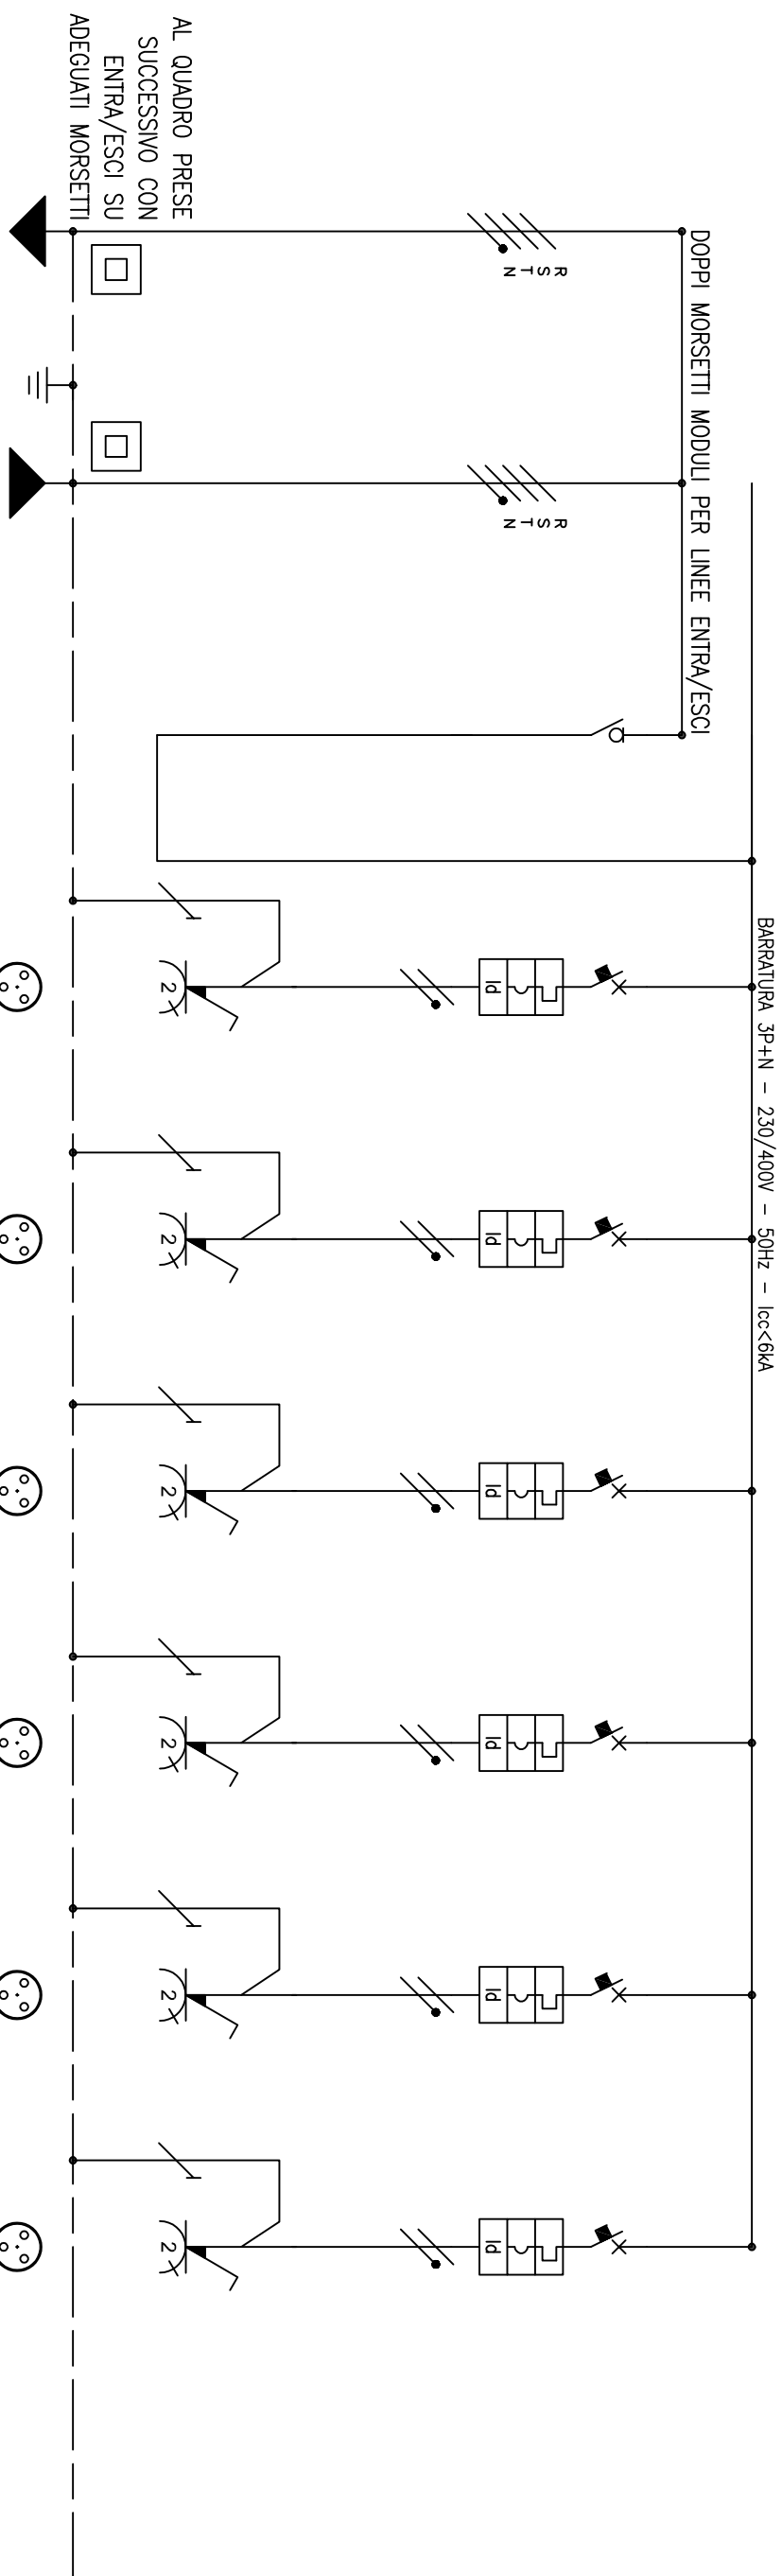 DOPPI MORSETTI MODULI PER LINEE ENTRA/ESCI
BARRATURA 3P+N - 230/400V - 50Hz - Icc<6kA
R
S
T
N
R
S
T
N
Id
Id
Id
Id
Id
Id
2
2
2
2
2
2
AL QUADRO PRESE
SUCCESSIVO CON
ENTRA/ESCI SU
ADEGUATI MORSETTI